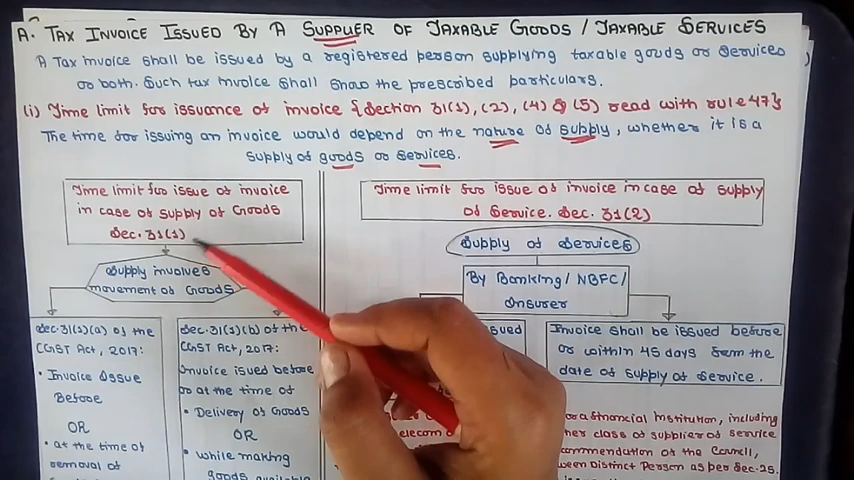 A. TAX INVOICE ISSUED BY A SUPPLIER OF TAXABLE GOODS / TAXABLE SERVICES
A Tax invoice shall be issued by a registered person supplying taxable goods or services
or both. Such tax invoice shall show the prescribed particulars.
(i) Time limit for issuance of invoice {Section 31(1), (2), (4) & (5) read with rule 47}
The time for issuing an invoice would depend on the nature of supply, whether it is a
supply of goods or services.
Time limit for issue of invoice
in case of supply of Goods
Sec. 31(1)
Supply involves
movement of Goods
Sec. 31(1)(a) of the
CGST Act, 2017:
• Invoice Issue
Before
OR
• at the time of
removal of
Sec. 31(1)(b) of the
CGST Act, 2017:
Invoice issued before
or at the time of
• Delivery of Goods
OR
• while making
goods available
Time limit for issue of invoice in case of supply
of Service. Sec. 31(2)
Supply of Services
By Banking / NBFC /
Insurer
ssued
Invoice shall be issued before
or within 45 days from the
date of supply of service.
or a financial institution, including
her class of supplier of service
elecom commendation of the Council,
ween Distinct Person as per Sec-25.